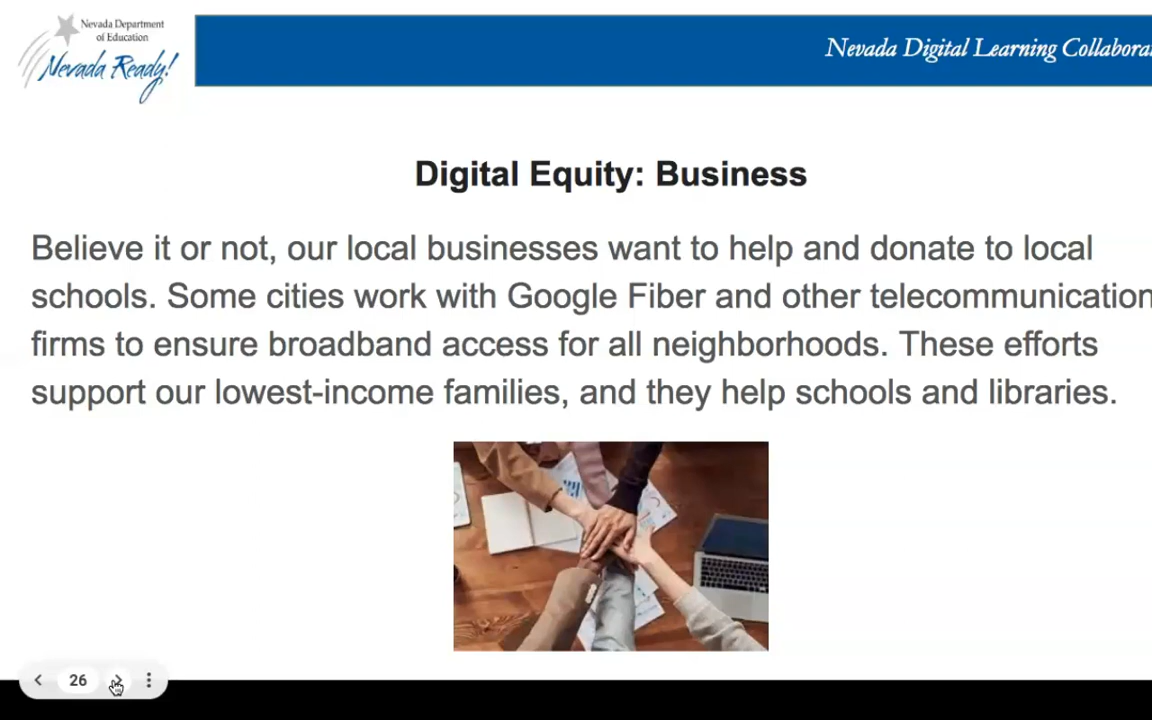 Nevada Department
of Education
Nevada Ready!
Nevada Digital Learning Collabora
Digital Equity: Business
Believe it or not, our local businesses want to help and donate to local
schools. Some cities work with Google Fiber and other telecommunication
firms to ensure broadband access for all neighborhoods. These efforts
support our lowest-income families, and they help schools and libraries.
26